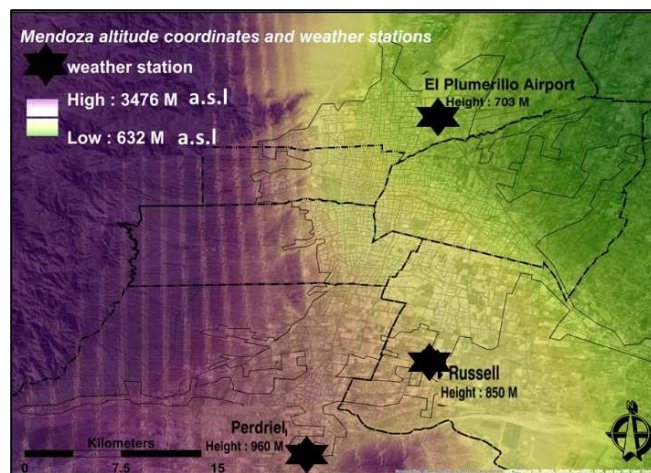 Mendoza altitude coordinates and weather stations
weather station
High : 3476 M a.s.l
Low : 632 M a.s.l
El Plumerillo Airport
Height : 703 M
Russell
Height : 850 M
Perdriel
Height : 960 M
Kilometers
0 7.5 15